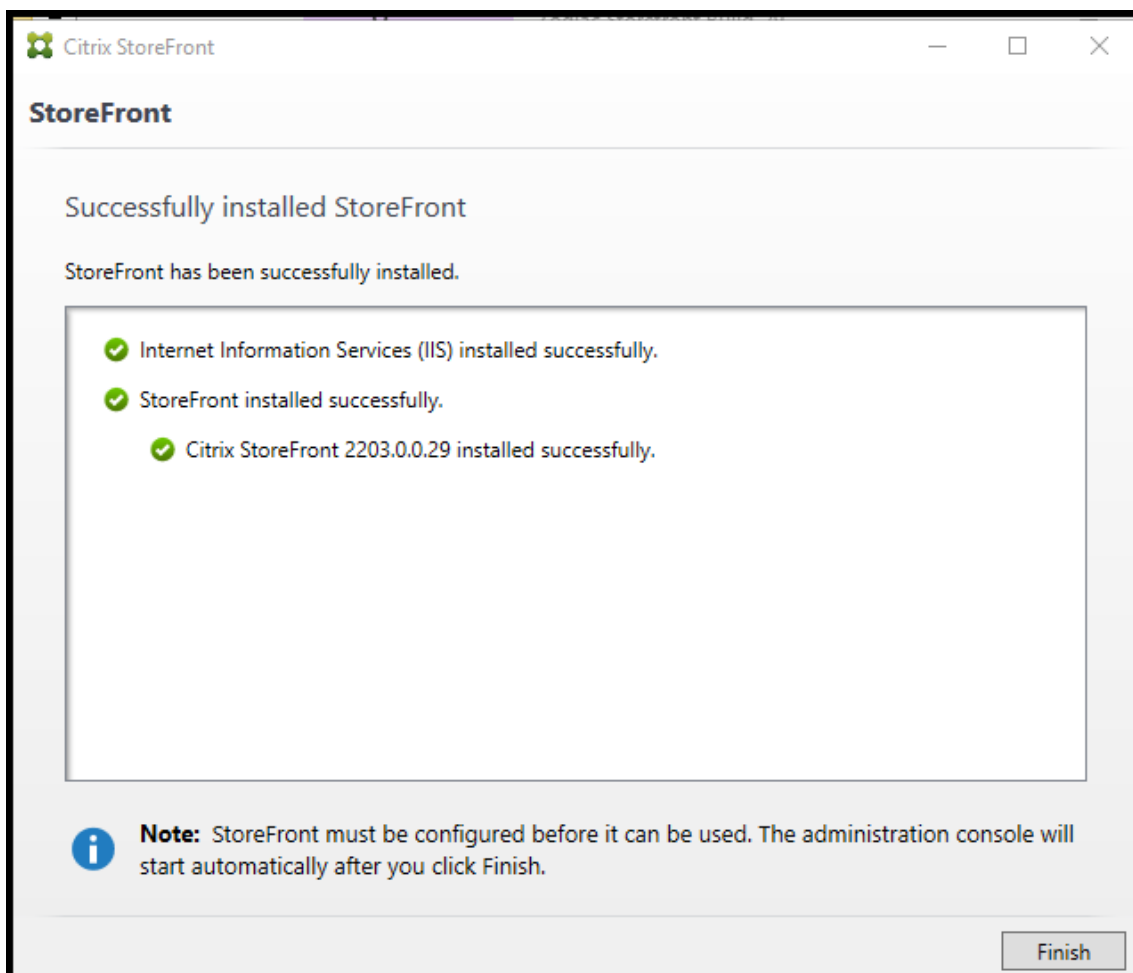 Citrix StoreFront
StoreFront
Successfully installed StoreFront
StoreFront has been successfully installed.
Internet Information Services (IIS) installed successfully.
StoreFront installed successfully.
Citrix StoreFront 2203.0.0.29 installed successfully.
Note: StoreFront must be configured before it can be used. The administration console will
start automatically after you click Finish.
Finish